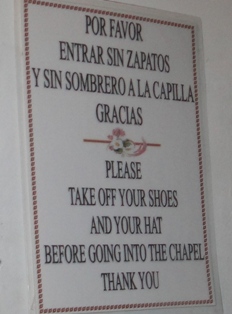 POR FAVOR
ENTRAR SIN ZAPATOS
Y SIN SOMBRERO A LA CAPILLA
GRACIAS
PLEASE
TAKE OFF YOUR SHOES
AND YOUR HAT
BEFORE GOING INTO THE CHAPEL
THANK YOU